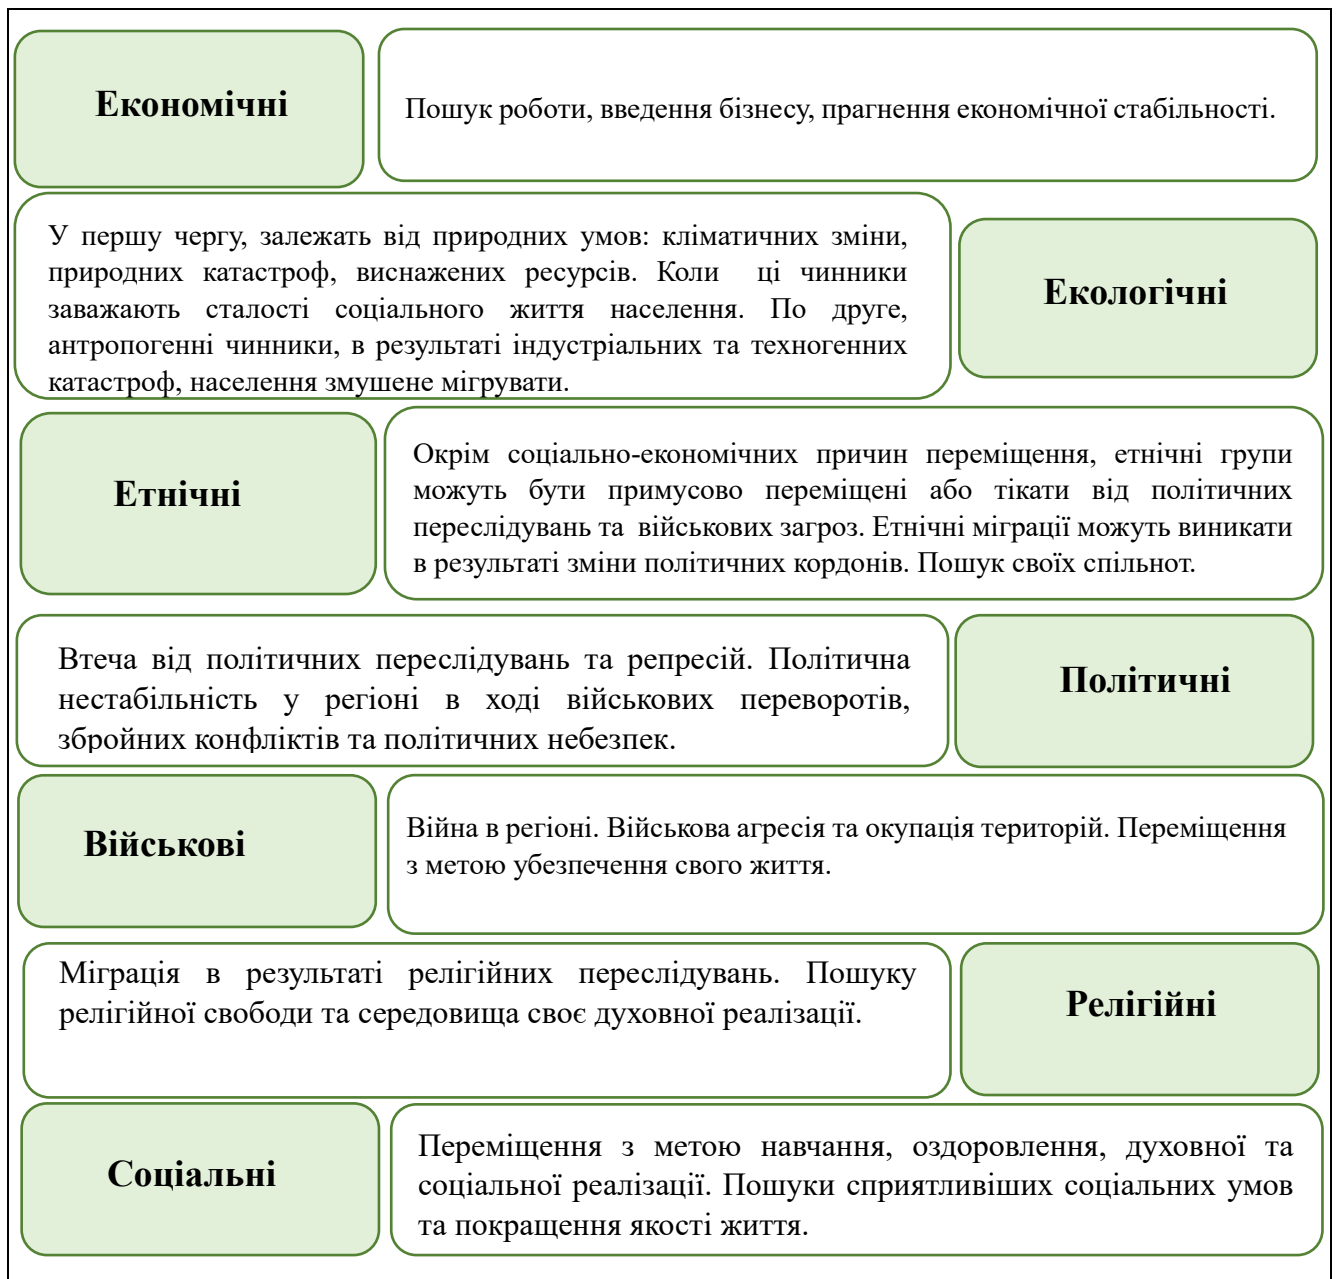 Економічні
Пошук роботи, введення бізнесу, прагнення економічної стабільності.
У першу чергу, залежать від природних умов: кліматичних зміни,
природних катастроф, виснажених ресурсів. Коли ці чинники
заважають сталості соціального життя населення. По друге,
антропогенні чинники, в результаті індустріальних та техногенних
катастроф, населення змушене мігрувати.
Екологічні
Етнічні
Окрім соціально-економічних причин переміщення, етнічні групи
можуть бути примусово переміщені або тікати від політичних
переслідувань та військових загроз. Етнічні міграції можуть виникати
в результаті зміни політичних кордонів. Пошук своїх спільнот.
Втеча від політичних переслідувань та репресій. Політична
нестабільність у регіоні в ході військових переворотів,
збройних конфліктів та політичних небезпек.
Політичні
Військові
Війна в регіоні. Військова агресія та окупація територій. Переміщення
з метою убезпечення свого життя.
Міграція в результаті релігійних переслідувань. Пошуку
релігійної свободи та середовища своє духовної реалізації.
Релігійні
Соціальні
Переміщення з метою навчання, оздоровлення, духовної та
соціальної реалізації. Пошуки сприятливіших соціальних умов
та покращення якості життя.